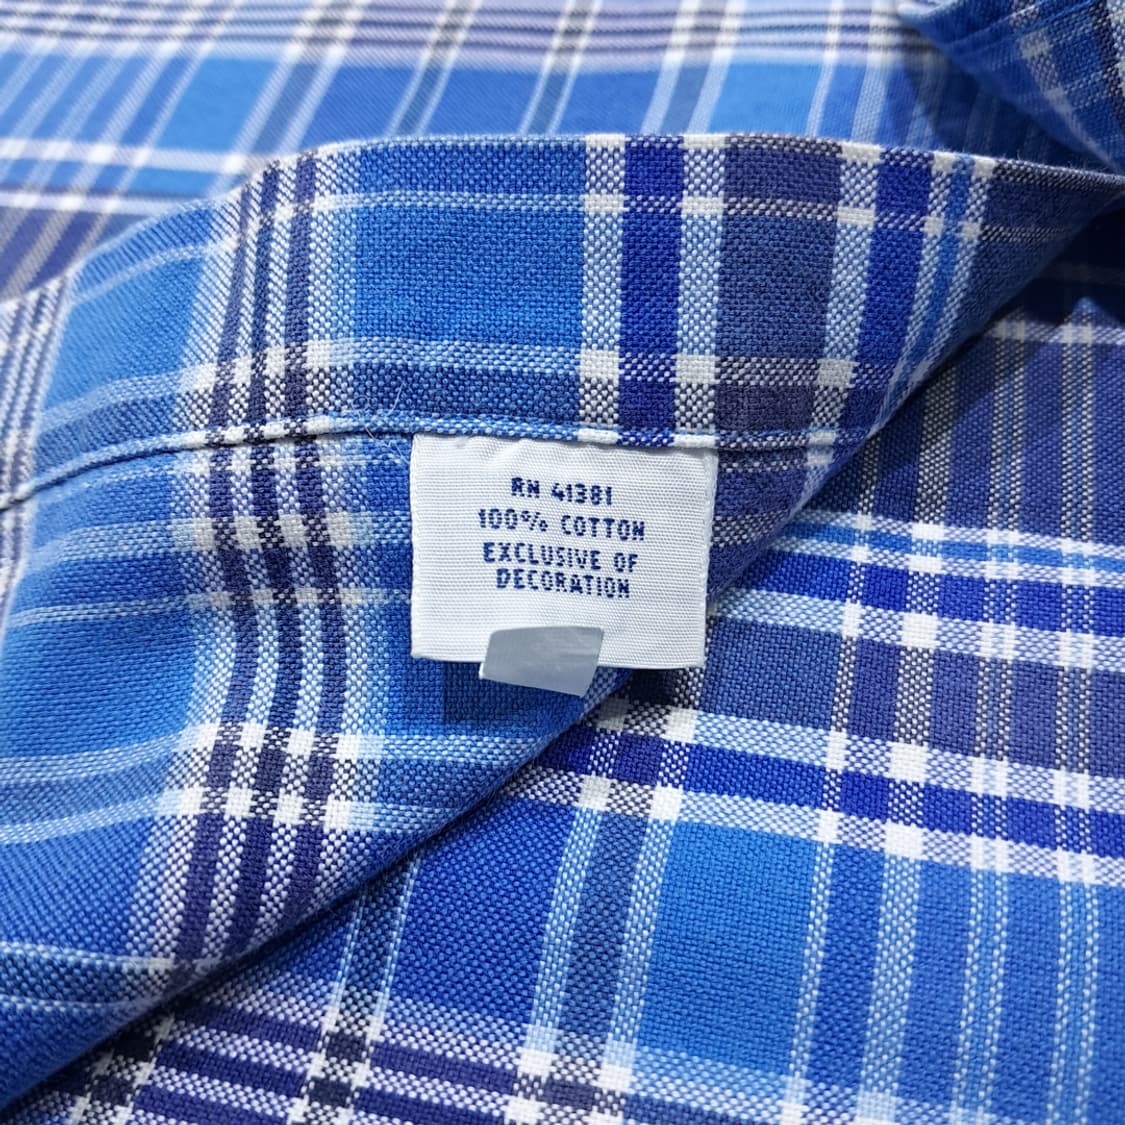 RN 41381
100% COTTON
EXCLUSIVE OF
DECORATION